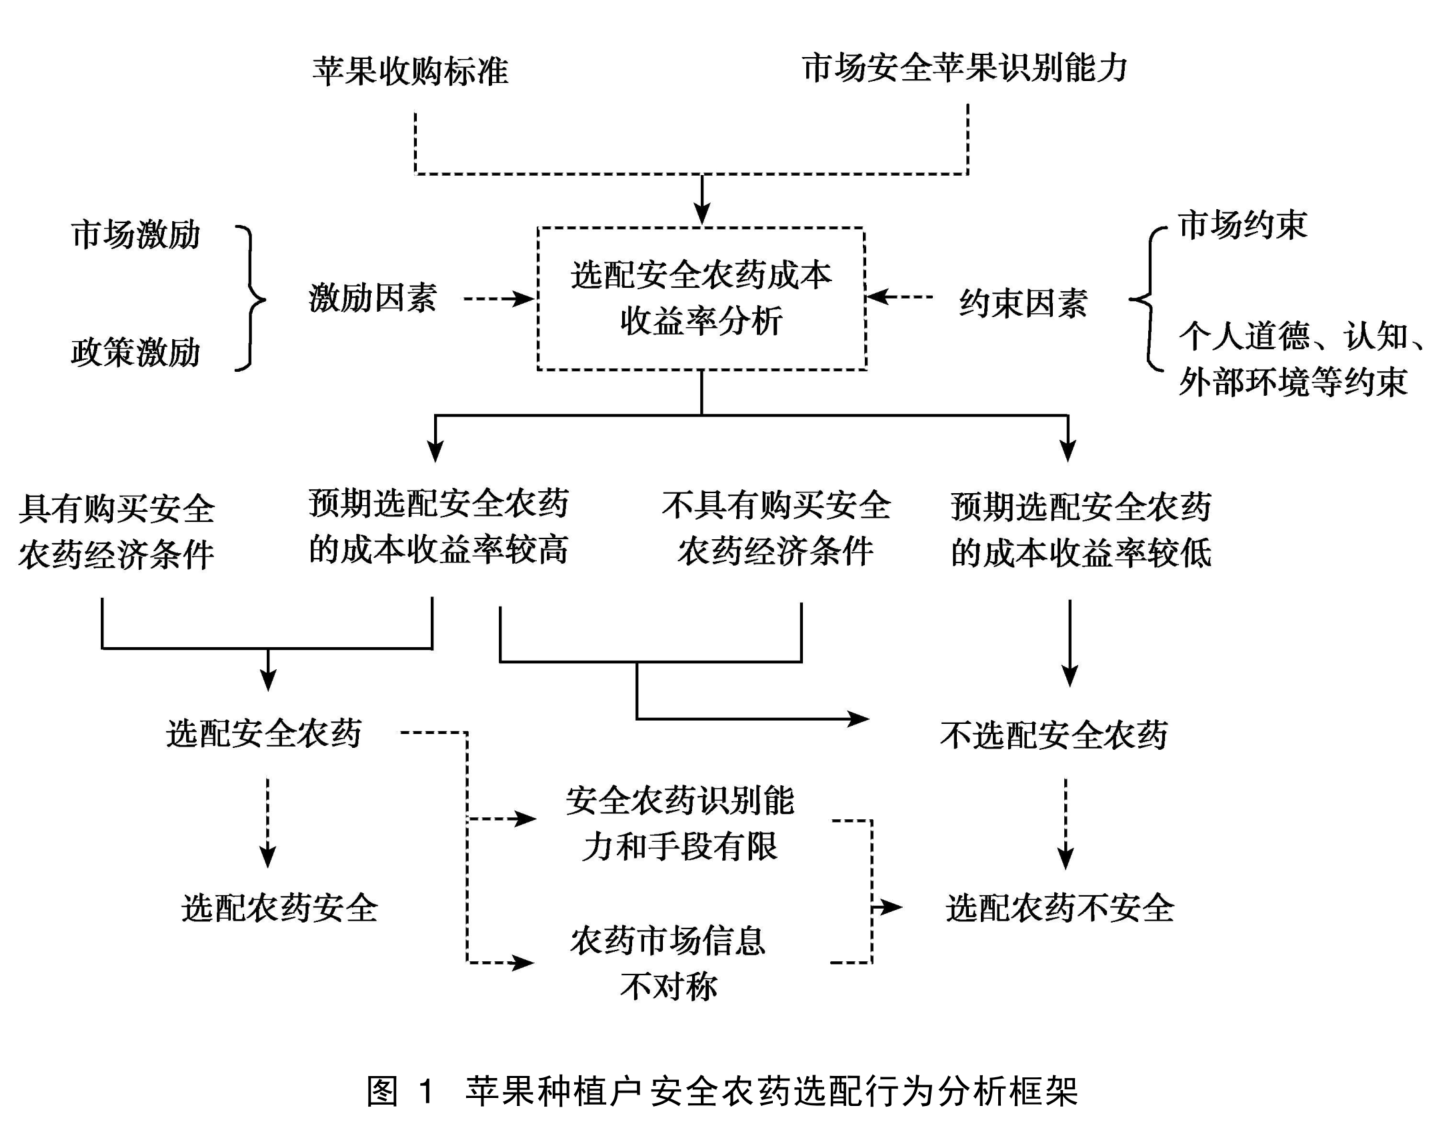 苹果收购标准
市场安全苹果识别能力
市场激励
政策激励
激励因素
选配安全农药成本
收益率分析
约束因素
市场约束
个人道德、认知、
外部环境等约束
具有购买安全
农药经济条件
预期选配安全农药
的成本收益率较高
不具有购买安全
农药经济条件
预期选配安全农药
的成本收益率较低
选配安全农药
不选配安全农药
安全农药识别能
力和手段有限
选配农药安全
选配农药不安全
农药市场信息
不对称
图 1 苹果种植户安全农药选配行为分析框架